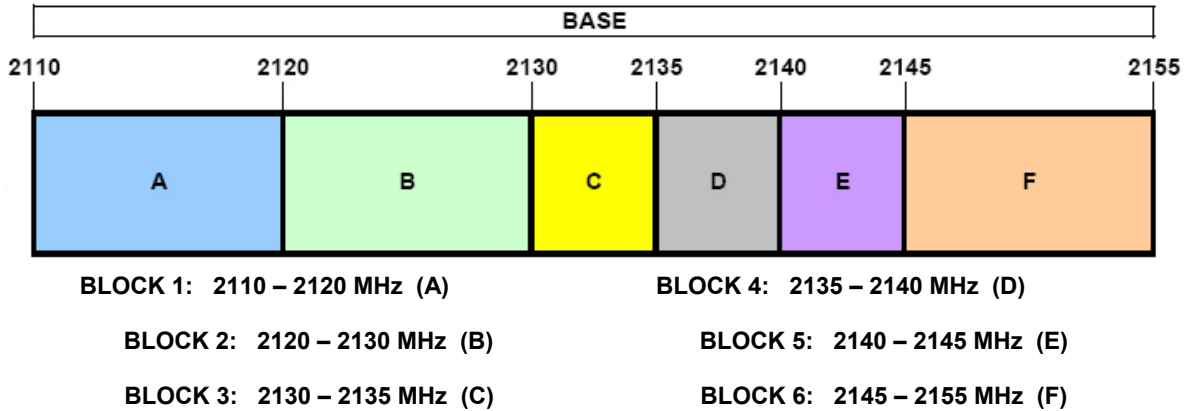 BASE
2110 2120 2130 2135 2140 2145 2155
A B C D E F
BLOCK 1: 2110 – 2120 MHz (A)
BLOCK 2: 2120 – 2130 MHz (B)
BLOCK 3: 2130 – 2135 MHz (C)
BLOCK 4: 2135 – 2140 MHz (D)
BLOCK 5: 2140 – 2145 MHz (E)
BLOCK 6: 2145 – 2155 MHz (F)